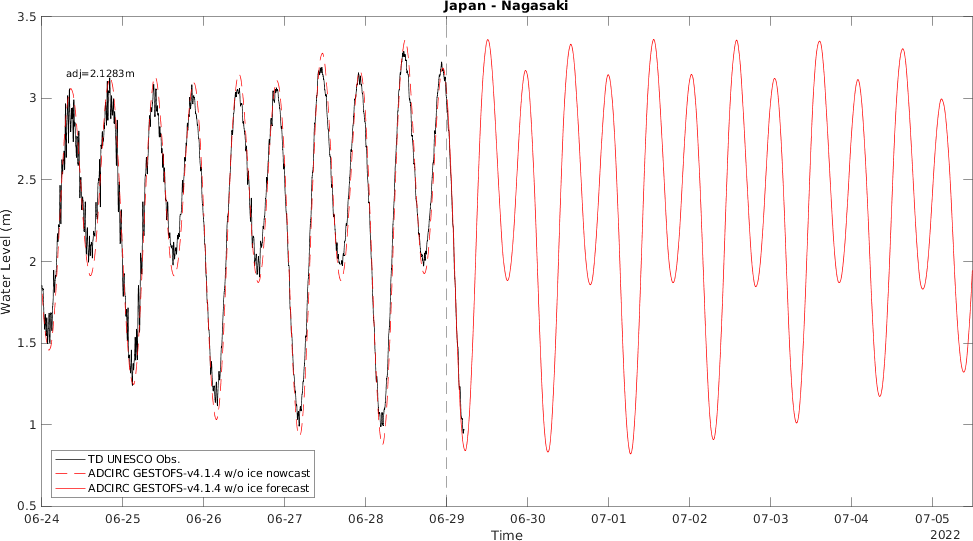 Japan - Nagasaki
adj=2.1283m
3.5
3
2.5
2
1.5
1
0.5
Water Level (m)
TD UNESCO Obs.
ADCIRC GESTOFS-v4.1.4 w/o ice nowcast
ADCIRC GESTOFS-v4.1.4 w/o ice forecast
06-24 06-25 06-26 06-27 06-28 06-29 06-30 07-01 07-02 07-03 07-04 07-05
Time
2022